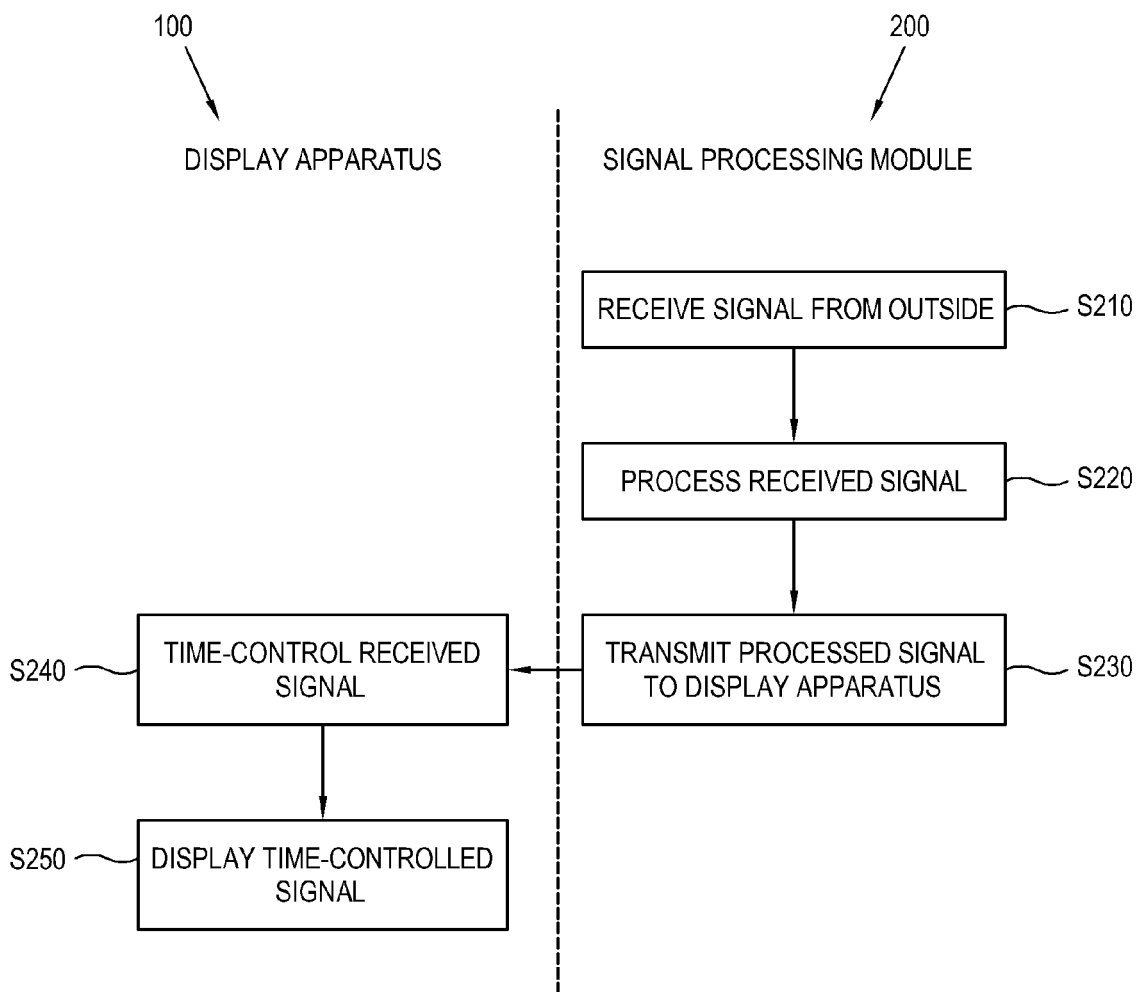 100
200
DISPLAY APPARATUS
SIGNAL PROCESSING MODULE
RECEIVE SIGNAL FROM OUTSIDE
S210
PROCESS RECEIVED SIGNAL
S220
S240
TIME-CONTROL RECEIVED
SIGNAL
TRANSMIT PROCESSED SIGNAL
TO DISPLAY APPARATUS
S230
S250
DISPLAY TIME-CONTROLLED
SIGNAL